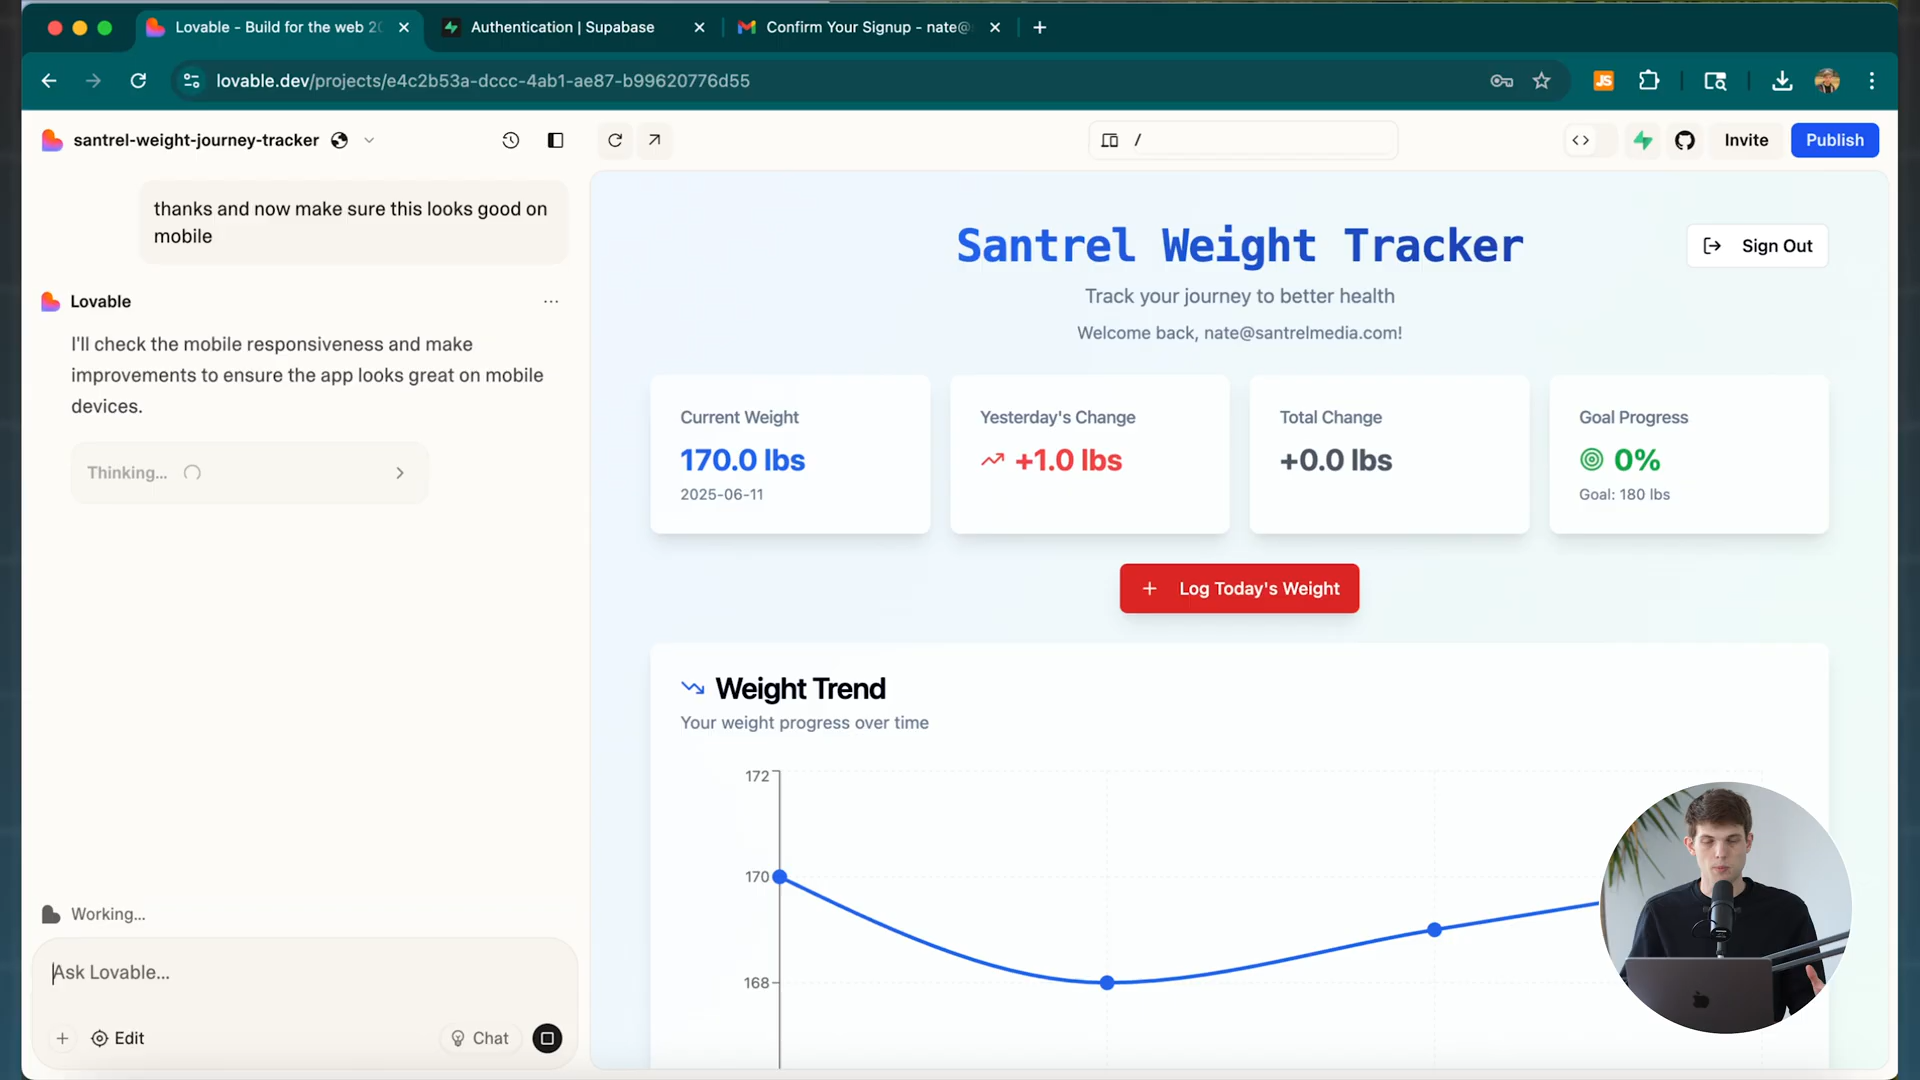 Lovable - Build for the web 20
Authentication | Supabase
Confirm Your Signup - nate@
lovable.dev/projects/e4c2b53a-dccc-4ab1-ae87-b99620776d55
JS
santrel-weight-journey-tracker
/
Invite
Publish
thanks and now make sure this looks good on
mobile
Lovable
I'll check the mobile responsiveness and make
improvements to ensure the app looks great on mobile
devices.
Thinking...
Working...
Ask Lovable...
Edit
Chat
Santrel Weight Tracker
Sign Out
Track your journey to better health
Welcome back, nate@santrelmedia.com!
Current Weight
170.0 lbs
2025-06-11
Yesterday's Change
+1.0 lbs
Total Change
+0.0 lbs
Goal Progress
0%
Goal: 180 lbs
+ Log Today's Weight
Weight Trend
Your weight progress over time
172
170
168